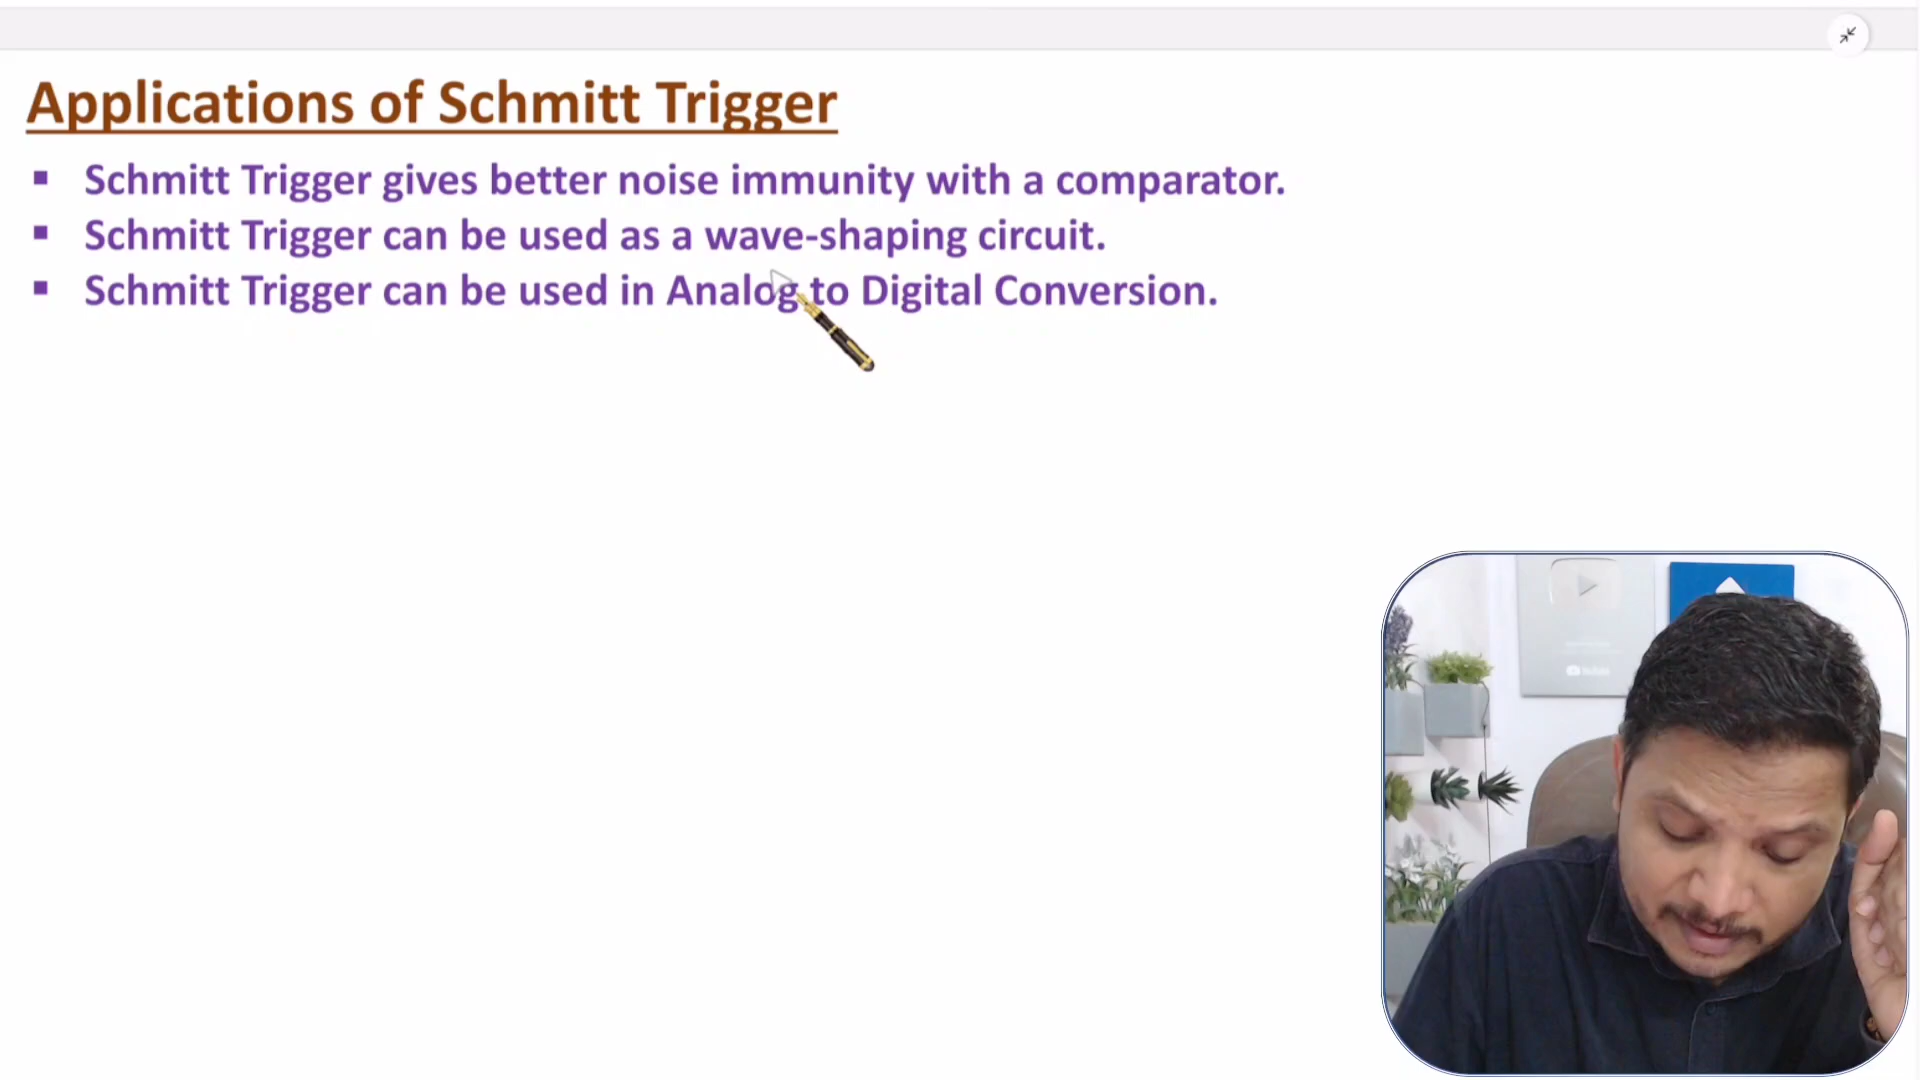 Applications of Schmitt Trigger
▪ Schmitt Trigger gives better noise immunity with a comparator.
▪ Schmitt Trigger can be used as a wave-shaping circuit.
▪ Schmitt Trigger can be used in Analog to Digital Conversion.